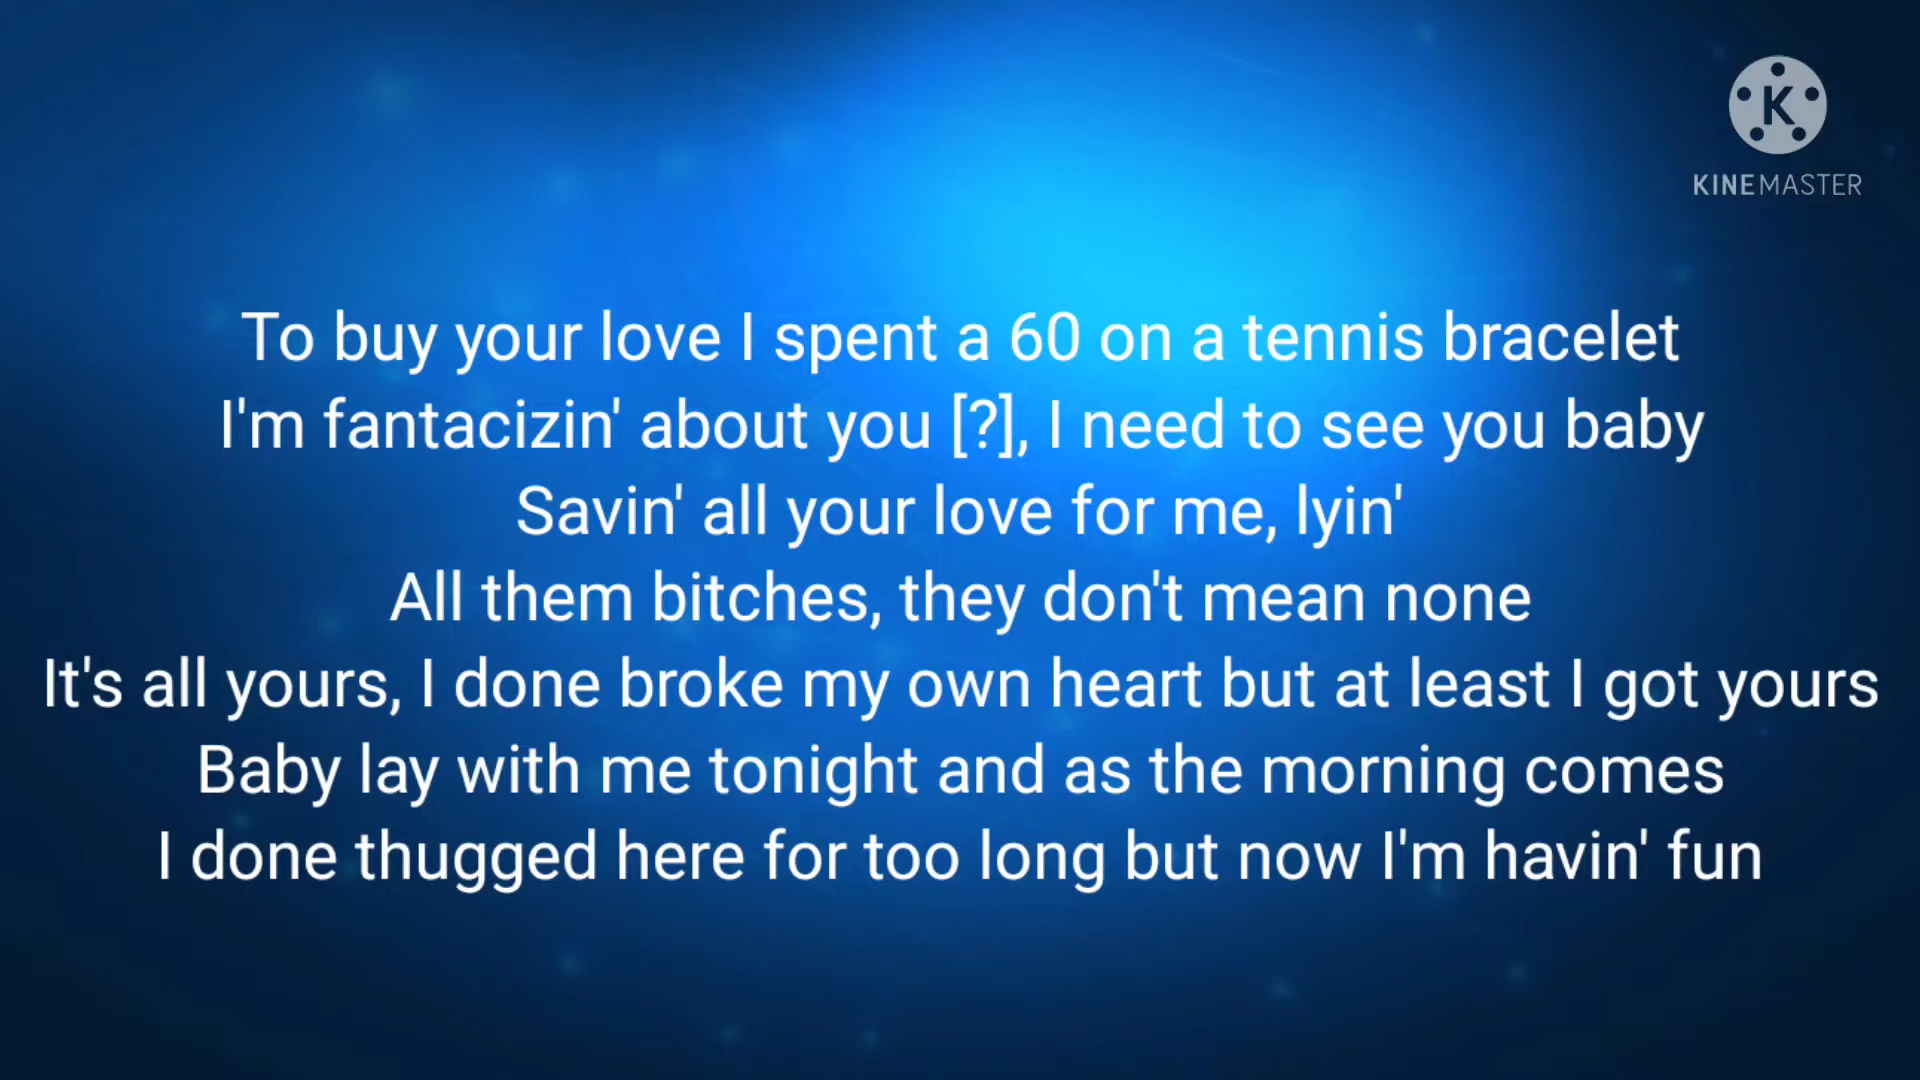 K
KINEMASTER
To buy your love I spent a 60 on a tennis bracelet
I'm fantacizin' about you [?], I need to see you baby
Savin' all your love for me, lyin'
All them bitches, they don't mean none
It's all yours, I done broke my own heart but at least I got yours
Baby lay with me tonight and as the morning comes
I done thugged here for too long but now I'm havin' fun